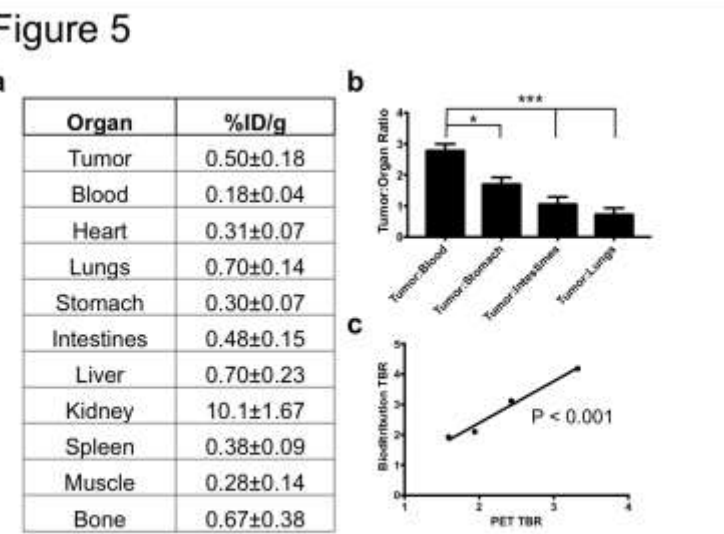 Figure 5
a
Organ %ID/g
Tumor 0.50±0.18
Blood 0.18±0.04
Heart 0.31±0.07
Lungs 0.70±0.14
Stomach 0.30±0.07
Intestines 0.48±0.15
Liver 0.70±0.23
Kidney 10.1±1.67
Spleen 0.38±0.09
Muscle 0.28±0.14
Bone 0.67±0.38
b
***
*
Tumor:Organ Ratio
4
3
2
1
0
Tumor:Blood
Tumor:Stomach
Tumor:Intestines
Tumor:Lungs
c
Bioditribution TBR
5
4
3
2
1
0
P < 0.001
1 2 3 4
PET TBR